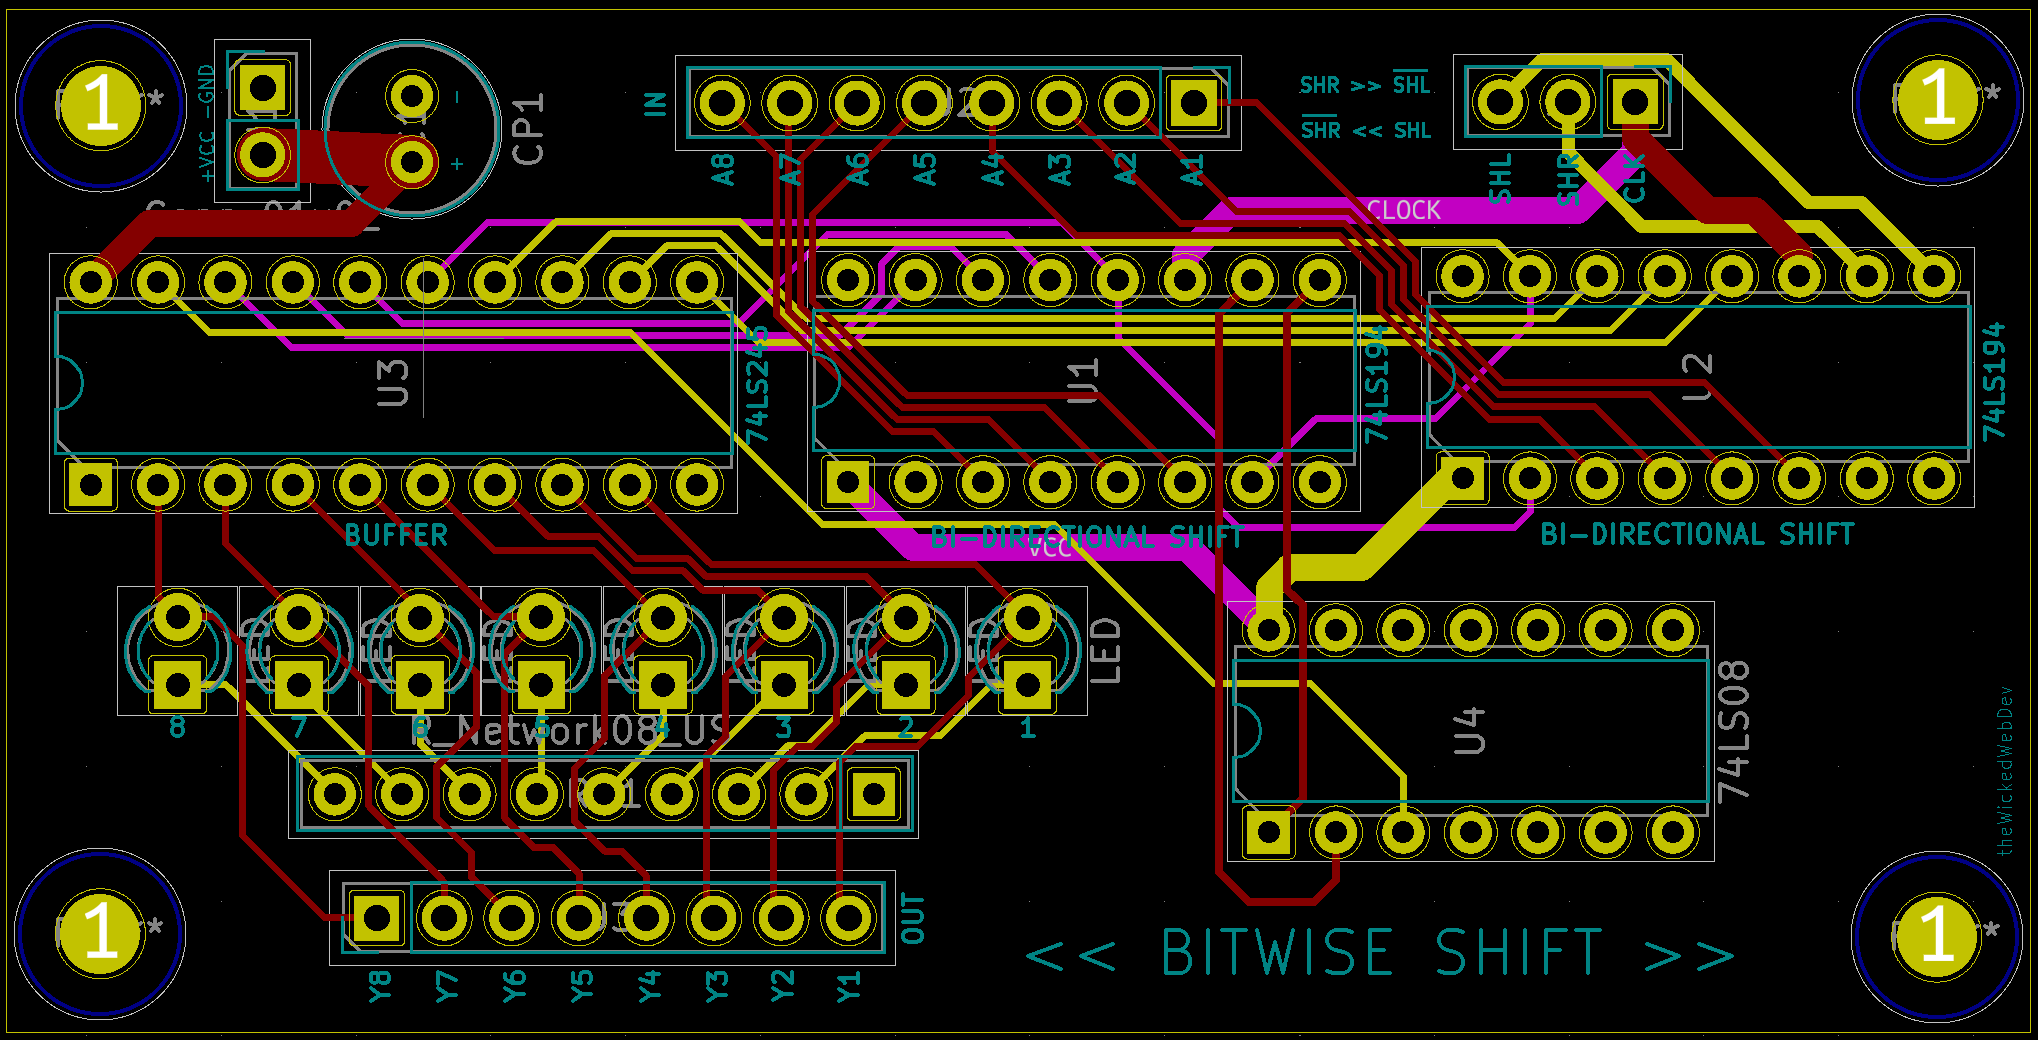 1
+VCC -GND
-
+
CP1
IN
A8 A7 A6 A5 A4 A3 A2 A1
SHR >> SHL
SHR << SHL
SHL SHR CLK
1
CLOCK
U3
74LS245
U1
74LS194
U2
74LS194
BUFFER
BI-DIRECTIONAL SHIFT
VCC
BI-DIRECTIONAL SHIFT
LED
8 7 6 5 4 3 2 1
R_Network08_US
U4
74LS08
theWickedWebDev
OUT
Y8 Y7 Y6 Y5 Y4 Y3 Y2 Y1
<< BITWISE SHIFT >>
1
1